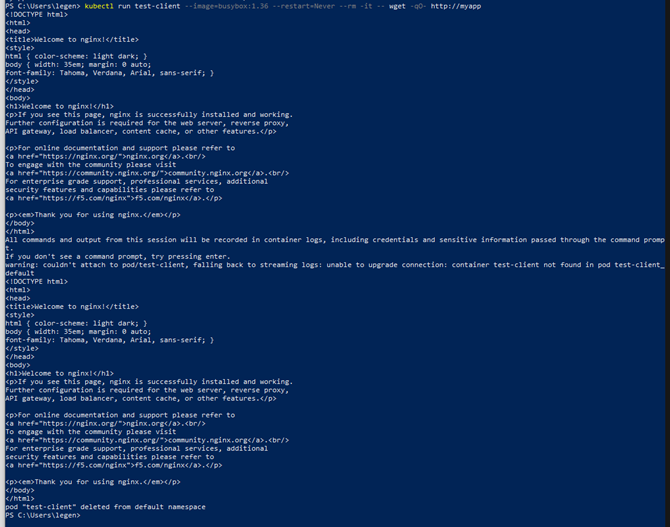 PS C:\Users\legen> kubectl run test-client --image=busybox:1.36 --restart=Never --rm -it -- wget -qO- http://myapp
<!DOCTYPE html>
<html>
<head>
<title>Welcome to nginx!</title>
<style>
html { color-scheme: light dark; }
body { width: 35em; margin: 0 auto;
font-family: Tahoma, Verdana, Arial, sans-serif; }
</style>
</head>
<body>
<h1>Welcome to nginx!</h1>
<p>If you see this page, nginx is successfully installed and working.
Further configuration is required for the web server, reverse proxy,
API gateway, load balancer, content cache, or other features.</p>

<p>For online documentation and support please refer to
<a href="https://nginx.org/">nginx.org</a>.<br/>
To engage with the community please visit
<a href="https://community.nginx.org/">community.nginx.org</a>.<br/>
For enterprise grade support, professional services, additional
security features and capabilities please refer to
<a href="https://f5.com/nginx">f5.com/nginx</a>.</p>

<p><em>Thank you for using nginx.</em></p>
</body>
</html>
All commands and output from this session will be recorded in container logs, including credentials and sensitive information passed through the command promp
t.
If you don't see a command prompt, try pressing enter.
warning: couldn't attach to pod/test-client, falling back to streaming logs: unable to upgrade connection: container test-client not found in pod test-client_
default
<!DOCTYPE html>
<html>
<head>
<title>Welcome to nginx!</title>
<style>
html { color-scheme: light dark; }
body { width: 35em; margin: 0 auto;
font-family: Tahoma, Verdana, Arial, sans-serif; }
</style>
</head>
<body>
<h1>Welcome to nginx!</h1>
<p>If you see this page, nginx is successfully installed and working.
Further configuration is required for the web server, reverse proxy,
API gateway, load balancer, content cache, or other features.</p>

<p>For online documentation and support please refer to
<a href="https://nginx.org/">nginx.org</a>.<br/>
To engage with the community please visit
<a href="https://community.nginx.org/">community.nginx.org</a>.<br/>
For enterprise grade support, professional services, additional
security features and capabilities please refer to
<a href="https://f5.com/nginx">f5.com/nginx</a>.</p>

<p><em>Thank you for using nginx.</em></p>
</body>
</html>
pod "test-client" deleted from default namespace
PS C:\Users\legen>